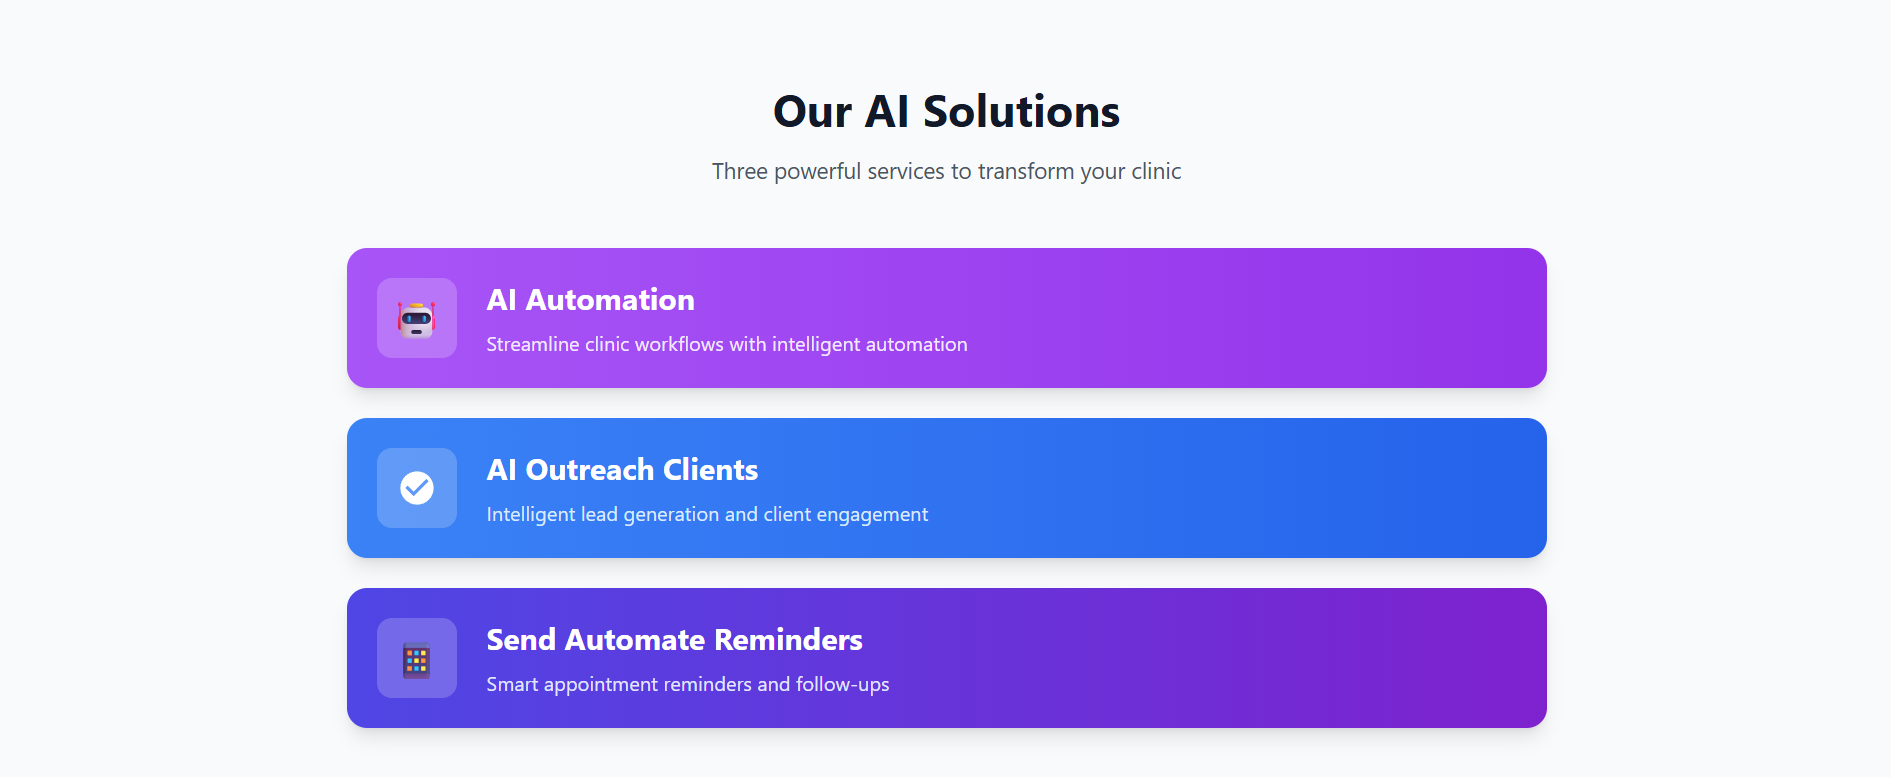 Our AI Solutions
Three powerful services to transform your clinic
AI Automation
Streamline clinic workflows with intelligent automation
AI Outreach Clients
Intelligent lead generation and client engagement
Send Automate Reminders
Smart appointment reminders and follow-ups